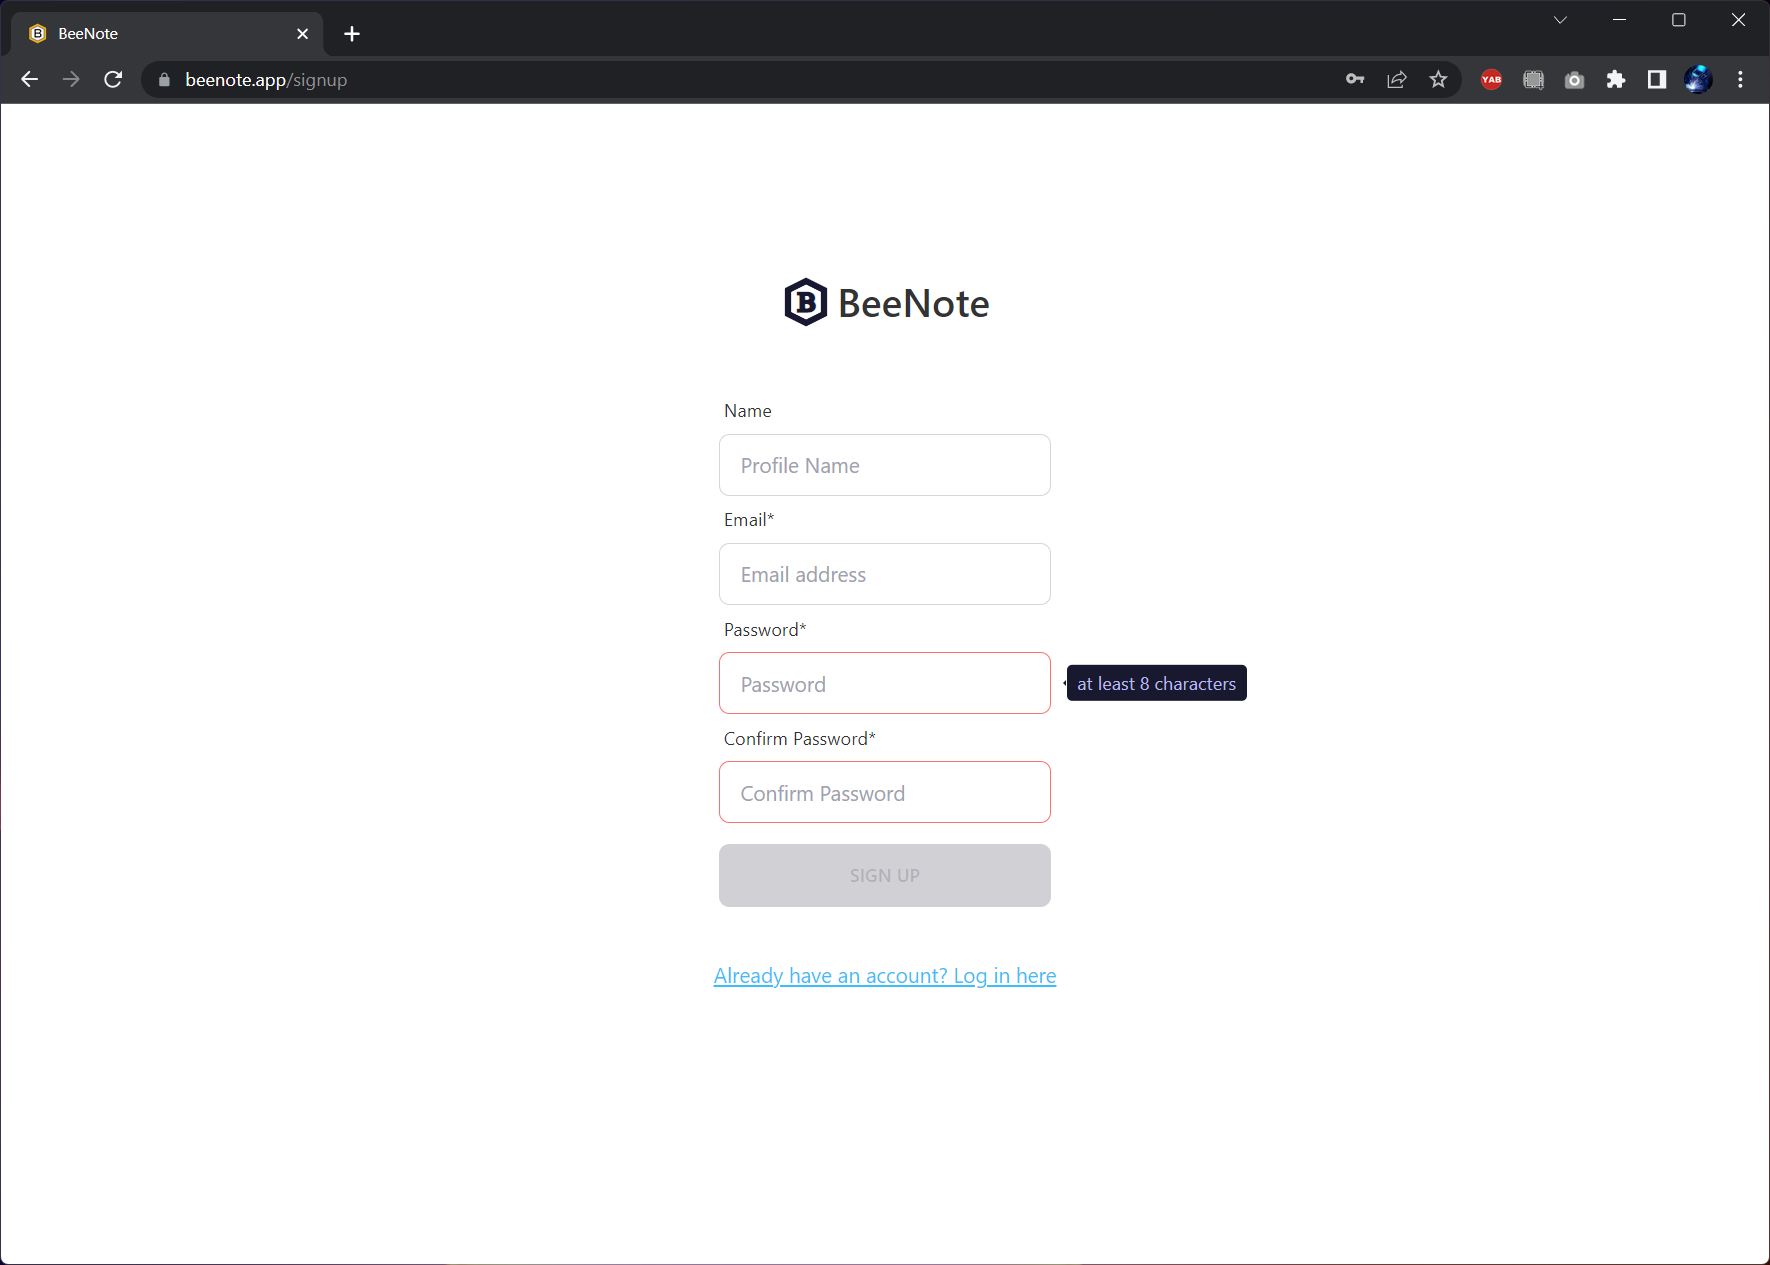 BeeNote
beenote.app/signup
YAB
BeeNote
Name
Profile Name
Email*
Email address
Password*
Password
at least 8 characters
Confirm Password*
Confirm Password
SIGN UP
Already have an account? Log in here